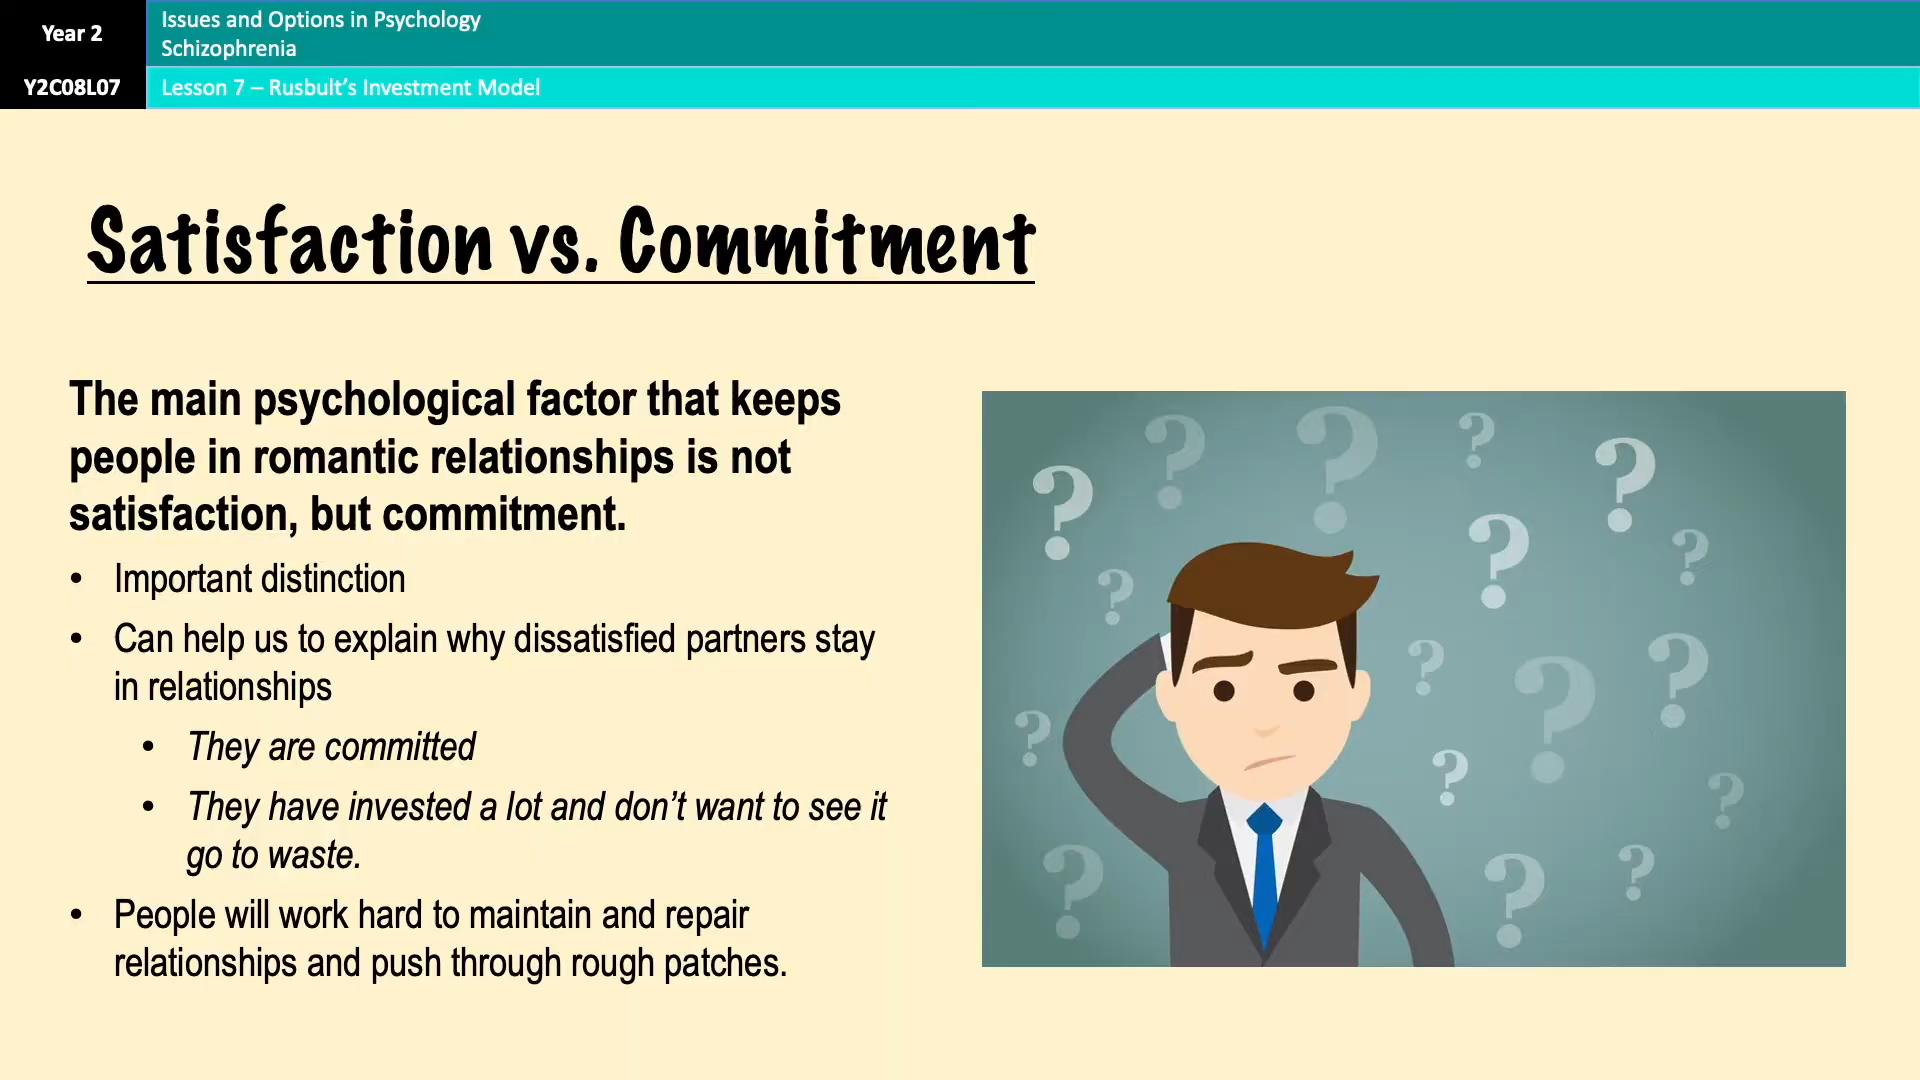 Year 2
Issues and Options in Psychology
Schizophrenia
Y2C08L07
Lesson 7 – Rusbult’s Investment Model
Satisfaction vs. Commitment
The main psychological factor that keeps
people in romantic relationships is not
satisfaction, but commitment.
• Important distinction
• Can help us to explain why dissatisfied partners stay
in relationships
• They are committed
• They have invested a lot and don’t want to see it
go to waste.
• People will work hard to maintain and repair
relationships and push through rough patches.
? ? ? ? ? ? ? ? ? ? ? ? ? ? ? ? ? ? ?